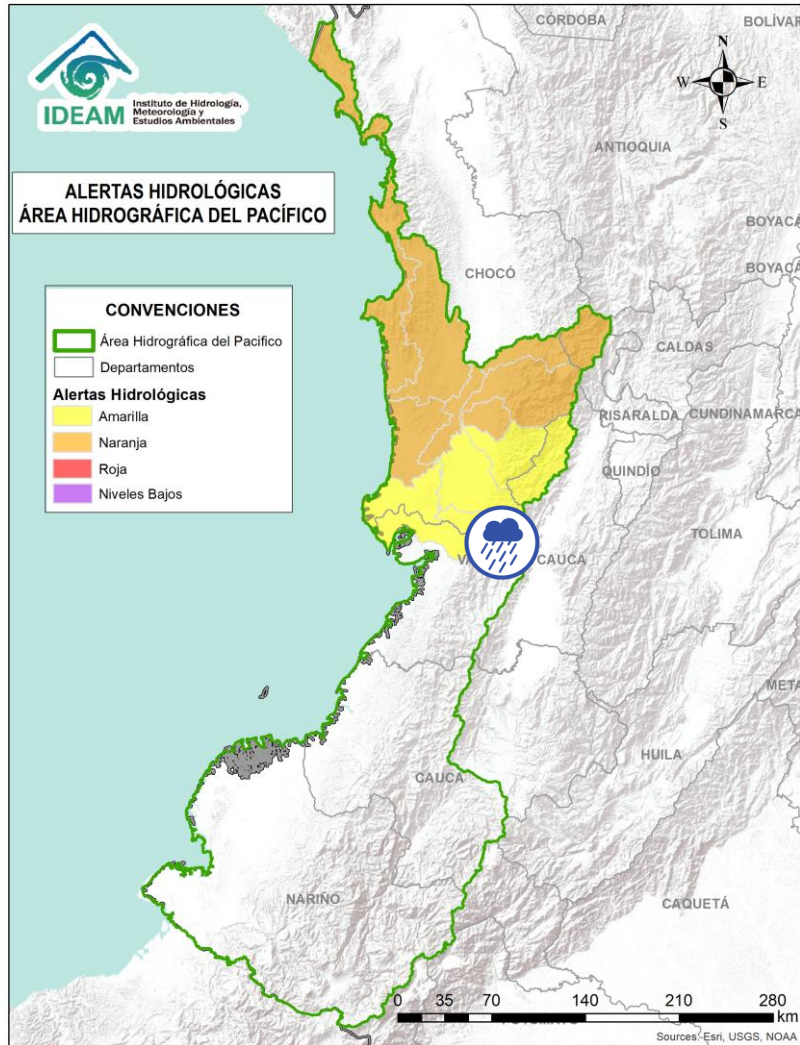 CÓRDOBA
BOLÍVAR
IDEAM
Instituto de Hidrología,
Meteorología y
Estudios Ambientales
N
W E
S
ANTIOQUIA
ALERTAS HIDROLÓGICAS
ÁREA HIDROGRÁFICA DEL PACÍFICO
BOYACÁ
BOYACÁ
CHOCÓ
CONVENCIONES
Área Hidrográfica del Pacifico
Departamentos
Alertas Hidrológicas
Amarilla
Naranja
Roja
Niveles Bajos
CALDAS
RISARALDA
CUNDINAMARCA
QUINDÍO
TOLIMA
CAUCA
META
HUILA
CAUCA
NARIÑO
CAQUETÁ
0 35 70 140 210 280
km
Sources: Esri, USGS, NOAA